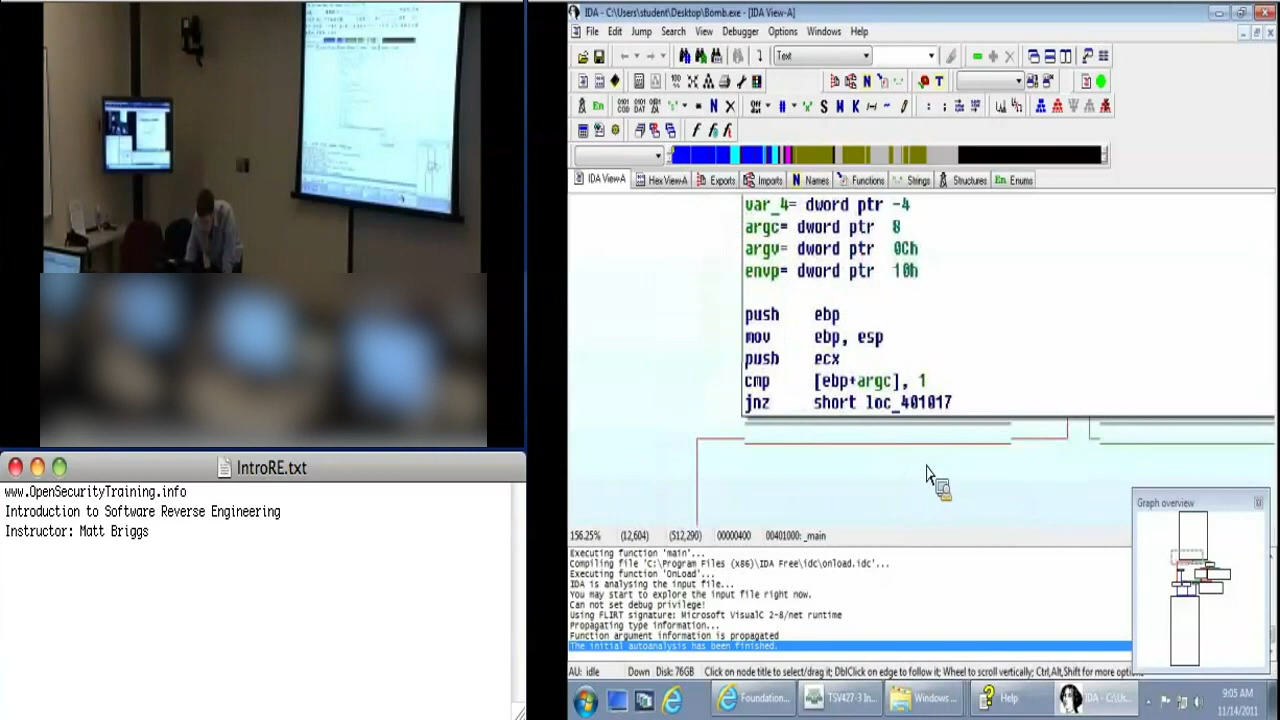 IDA - C:\Users\student\Desktop\Bomb.exe - [IDA View-A]
File Edit Jump Search View Debugger Options Windows Help
Text
IDA View-A Hex View-A Exports Imports N Names Functions Strings Structures En Enums
var_4= dword ptr -4
argc= dword ptr 8
argv= dword ptr 0Ch
envp= dword ptr 10h
push ebp
mov ebp, esp
push ecx
cmp [ebp+argc], 1
jnz short loc_401017
Graph overview
156.25% (12,604) (512,290) 00000400 00401000: _main
Executing function 'main'...
Compiling file 'C:\Program Files (x86)\IDA Free\idc\onload.idc'...
Executing function 'OnLoad'...
IDA is analysing the input file...
You may start to explore the input file right now.
Can not set debug privilege!
Using FLIRT signature: Microsoft VisualC 2-8/net runtime
Propagating type information...
Function argument information is propagated
The initial autoanalysis has been finished.
AU: idle Down Disk: 76GB Click on node title to select/drag it; DblClick on edge to follow it; Wheel to scroll vertically; Ctrl,Alt,Shift for more optio
Foundation... TSV427-3 In... Windows... Help IDA - C:\Us...
9:05 AM
11/14/2011
IntroRE.txt
www.OpenSecurityTraining.info
Introduction to Software Reverse Engineering
Instructor: Matt Briggs